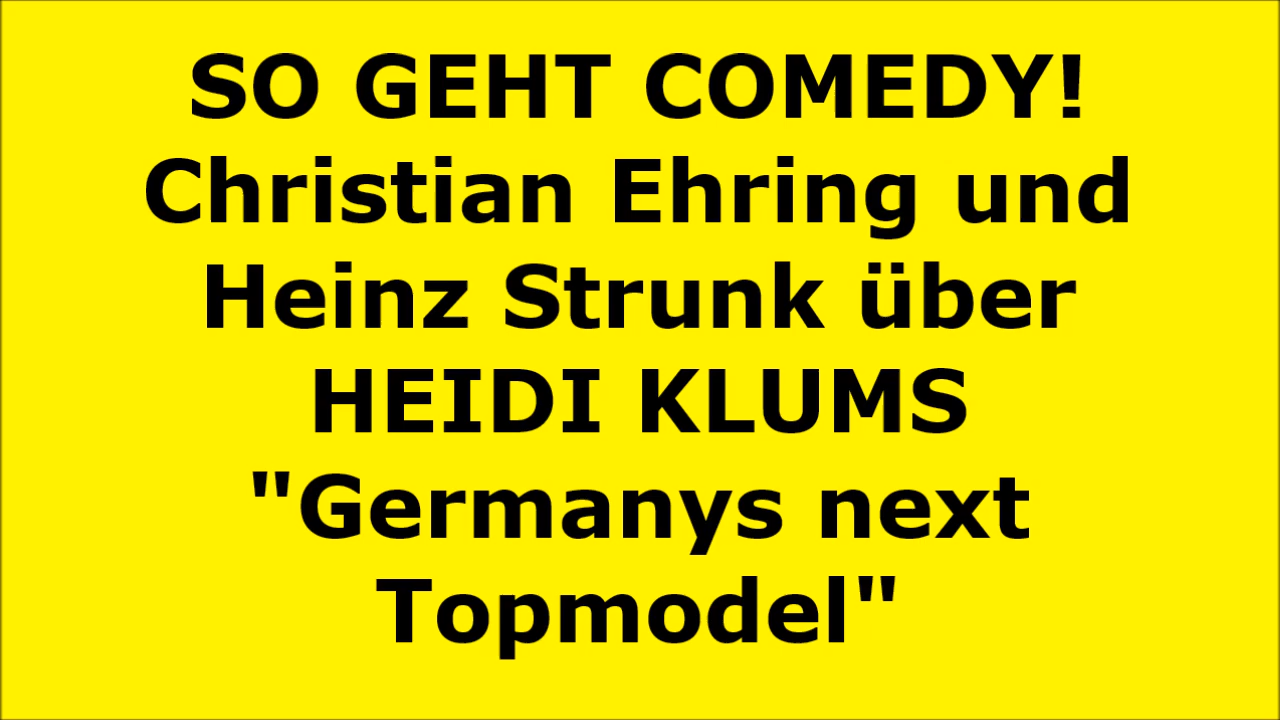 SO GEHT COMEDY!
Christian Ehring und
Heinz Strunk über
HEIDI KLUMS
"Germanys next
Topmodel"